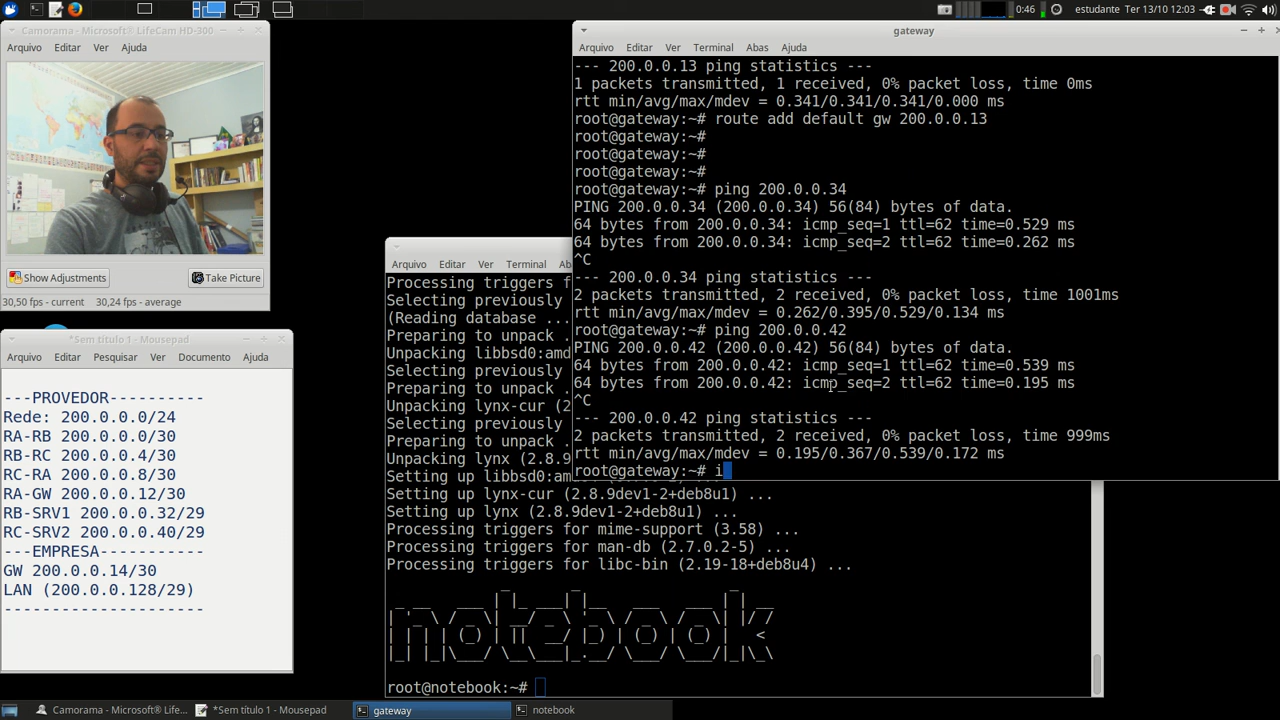 0:46
estudante
Ter 13/10 12:03
Camorama - Microsoft® LifeCam HD-300
Arquivo Editar Ver Ajuda
Show Adjustments
Take Picture
30,50 fps - current 30,24 fps - average
*Sem título 1 - Mousepad
Arquivo Editar Pesquisar Ver Documento Ajuda
---PROVEDOR----------
Rede: 200.0.0.0/24
RA-RB 200.0.0.0/30
RB-RC 200.0.0.4/30
RC-RA 200.0.0.8/30
RA-GW 200.0.0.12/30
RB-SRV1 200.0.0.32/29
RC-SRV2 200.0.0.40/29
---EMPRESA-----------
GW 200.0.0.14/30
LAN (200.0.0.128/29)
----------------------
gateway
Arquivo Editar Ver Terminal Abas Ajuda
--- 200.0.0.13 ping statistics ---
1 packets transmitted, 1 received, 0% packet loss, time 0ms
rtt min/avg/max/mdev = 0.341/0.341/0.341/0.000 ms
root@gateway:~# route add default gw 200.0.0.13
root@gateway:~#
root@gateway:~#
root@gateway:~#
root@gateway:~# ping 200.0.0.34
PING 200.0.0.34 (200.0.0.34) 56(84) bytes of data.
64 bytes from 200.0.0.34: icmp_seq=1 ttl=62 time=0.529 ms
64 bytes from 200.0.0.34: icmp_seq=2 ttl=62 time=0.262 ms
^C
--- 200.0.0.34 ping statistics ---
2 packets transmitted, 2 received, 0% packet loss, time 1001ms
rtt min/avg/max/mdev = 0.262/0.395/0.529/0.134 ms
root@gateway:~# ping 200.0.0.42
PING 200.0.0.42 (200.0.0.42) 56(84) bytes of data.
64 bytes from 200.0.0.42: icmp_seq=1 ttl=62 time=0.539 ms
64 bytes from 200.0.0.42: icmp_seq=2 ttl=62 time=0.195 ms
^C
--- 200.0.0.42 ping statistics ---
2 packets transmitted, 2 received, 0% packet loss, time 999ms
rtt min/avg/max/mdev = 0.195/0.367/0.539/0.172 ms
root@gateway:~# i
Arquivo Editar Ver Terminal Ab
Processing triggers f
Selecting previously
(Reading database ...
Preparing to unpack .
Unpacking libbsd0:amd
Selecting previously
Preparing to unpack .
Unpacking lynx-cur (2
Selecting previously
Preparing to unpack .
Unpacking lynx (2.8.9
Setting up libbsd0:am
Setting up lynx-cur (2.8.9dev1-2+deb8u1) ...
Setting up lynx (2.8.9dev1-2+deb8u1) ...
Processing triggers for mime-support (3.58) ...
Processing triggers for man-db (2.7.0.2-5) ...
Processing triggers for libc-bin (2.19-18+deb8u4) ...
notebook
root@notebook:~#
Camorama - Microsoft® LifeC...
*Sem título 1 - Mousepad
gateway
notebook